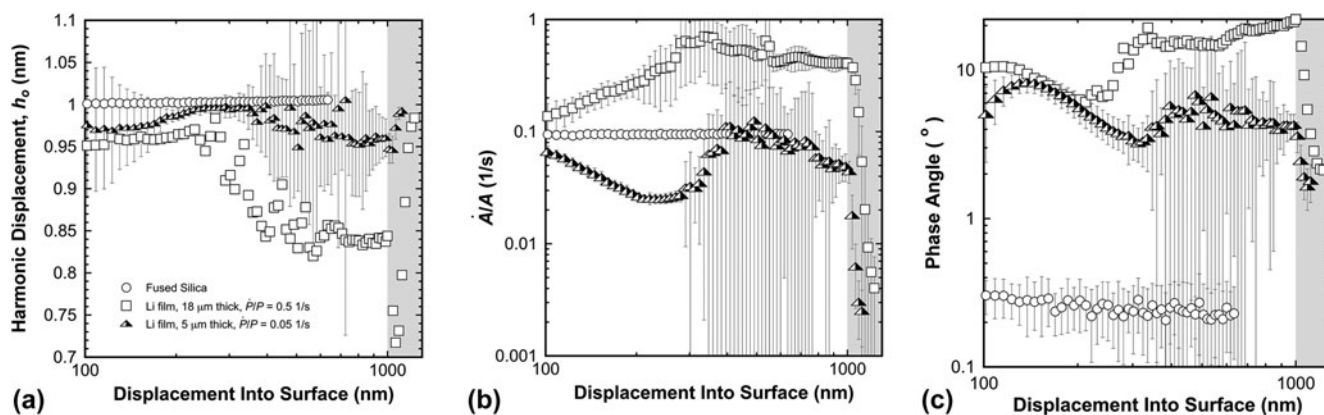 1.1
1.05
1
0.95
0.9
0.85
0.8
0.75
0.7
Harmonic Displacement, hₒ (nm)
Fused Silica
Li film, 18 μm thick, Ṗ/P = 0.5 1/s
Li film, 5 μm thick, Ṗ/P = 0.05 1/s
100
1000
Displacement Into Surface (nm)
(a)
1
0.1
0.01
0.001
Ȧ/A (1/s)
100
1000
Displacement Into Surface (nm)
(b)
10
1
0.1
Phase Angle (°)
100
1000
Displacement Into Surface (nm)
(c)